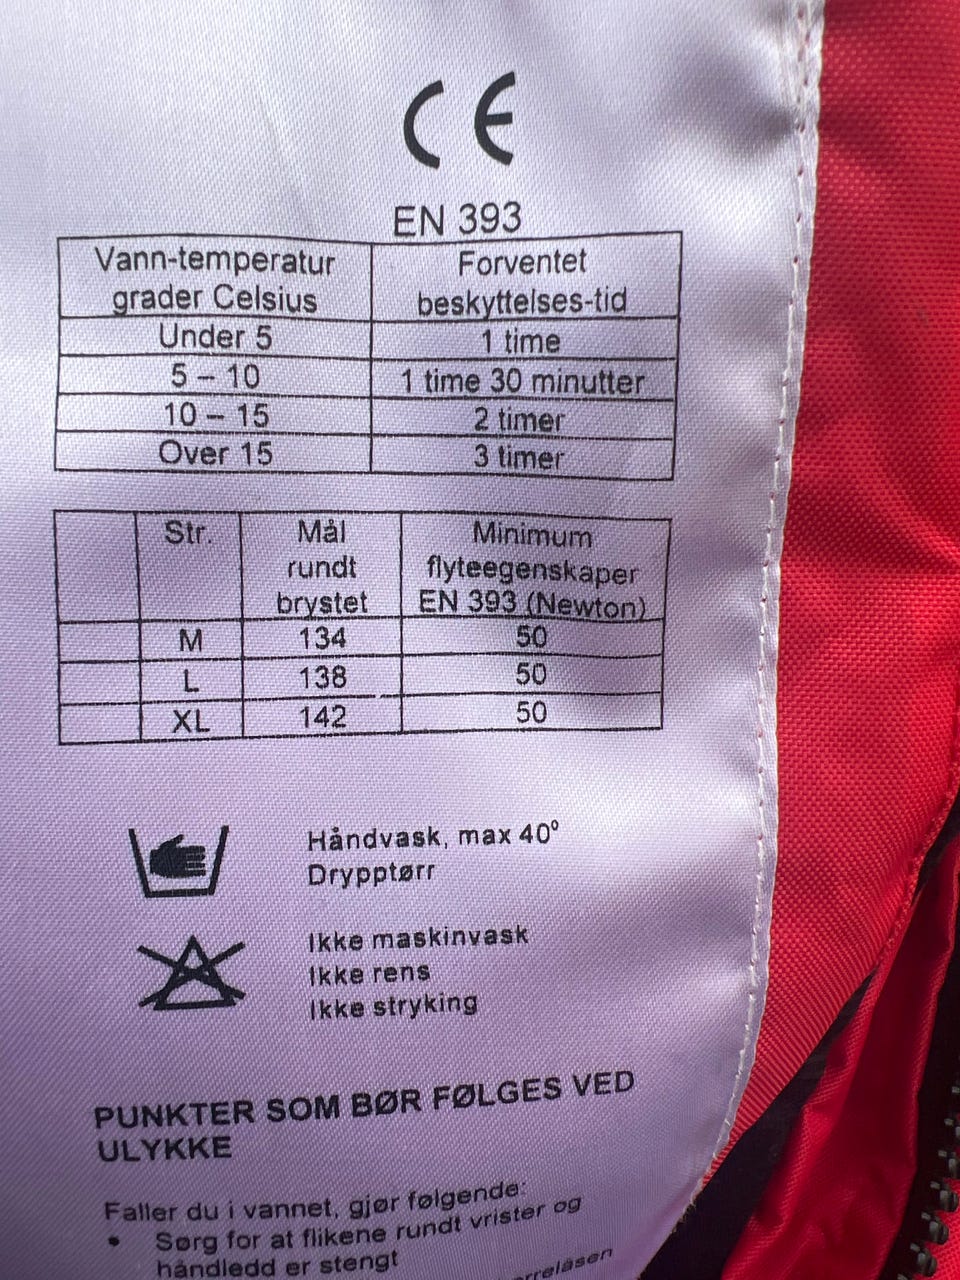 CE
EN 393
Vann-temperatur grader Celsius | Forventet beskyttelses-tid
Under 5 | 1 time
5 – 10 | 1 time 30 minutter
10 – 15 | 2 timer
Over 15 | 3 timer
Str. | Mål rundt brystet | Minimum flyteegenskaper EN 393 (Newton)
M | 134 | 50
L | 138 | 50
XL | 142 | 50
Håndvask, max 40°
Drypptørr
Ikke maskinvask
Ikke rens
Ikke stryking
PUNKTER SOM BØR FØLGES VED
ULYKKE
Faller du i vannet, gjør følgende:
• Sørg for at flikene rundt vrister og
håndledd er stengt